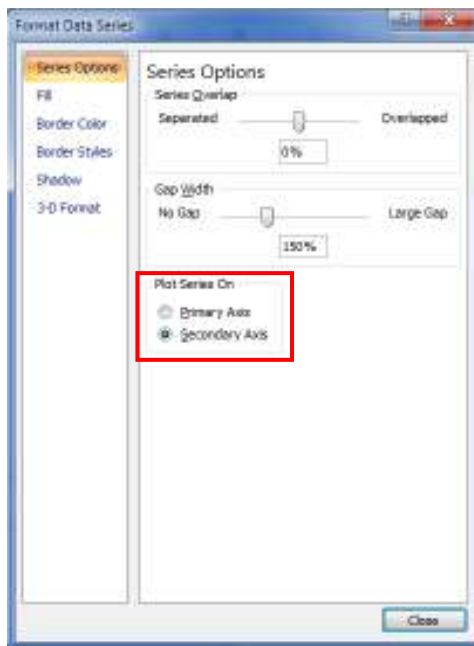 Format Data Series
Series Options
Fill
Border Color
Border Styles
Shadow
3-D Format
Series Options
Series Overlap
Separated Overlapped
0%
Gap Width
No Gap Large Gap
150%
Plot Series On
Primary Axis
Secondary Axis
Close